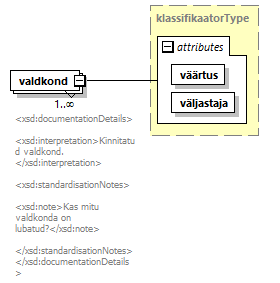 klassifikaatorType
attributes
väärtus
väljastaja
valdkond
1..∞
<xsd:documentationDetails>
<xsd:interpretation>Kinnitatu
d valdkond.
</xsd:interpretation>
<xsd:standardisationNotes>
<xsd:note>Kas mitu
valdkonda on
lubatud?</xsd:note>
</xsd:standardisationNotes>
</xsd:documentationDetails
>